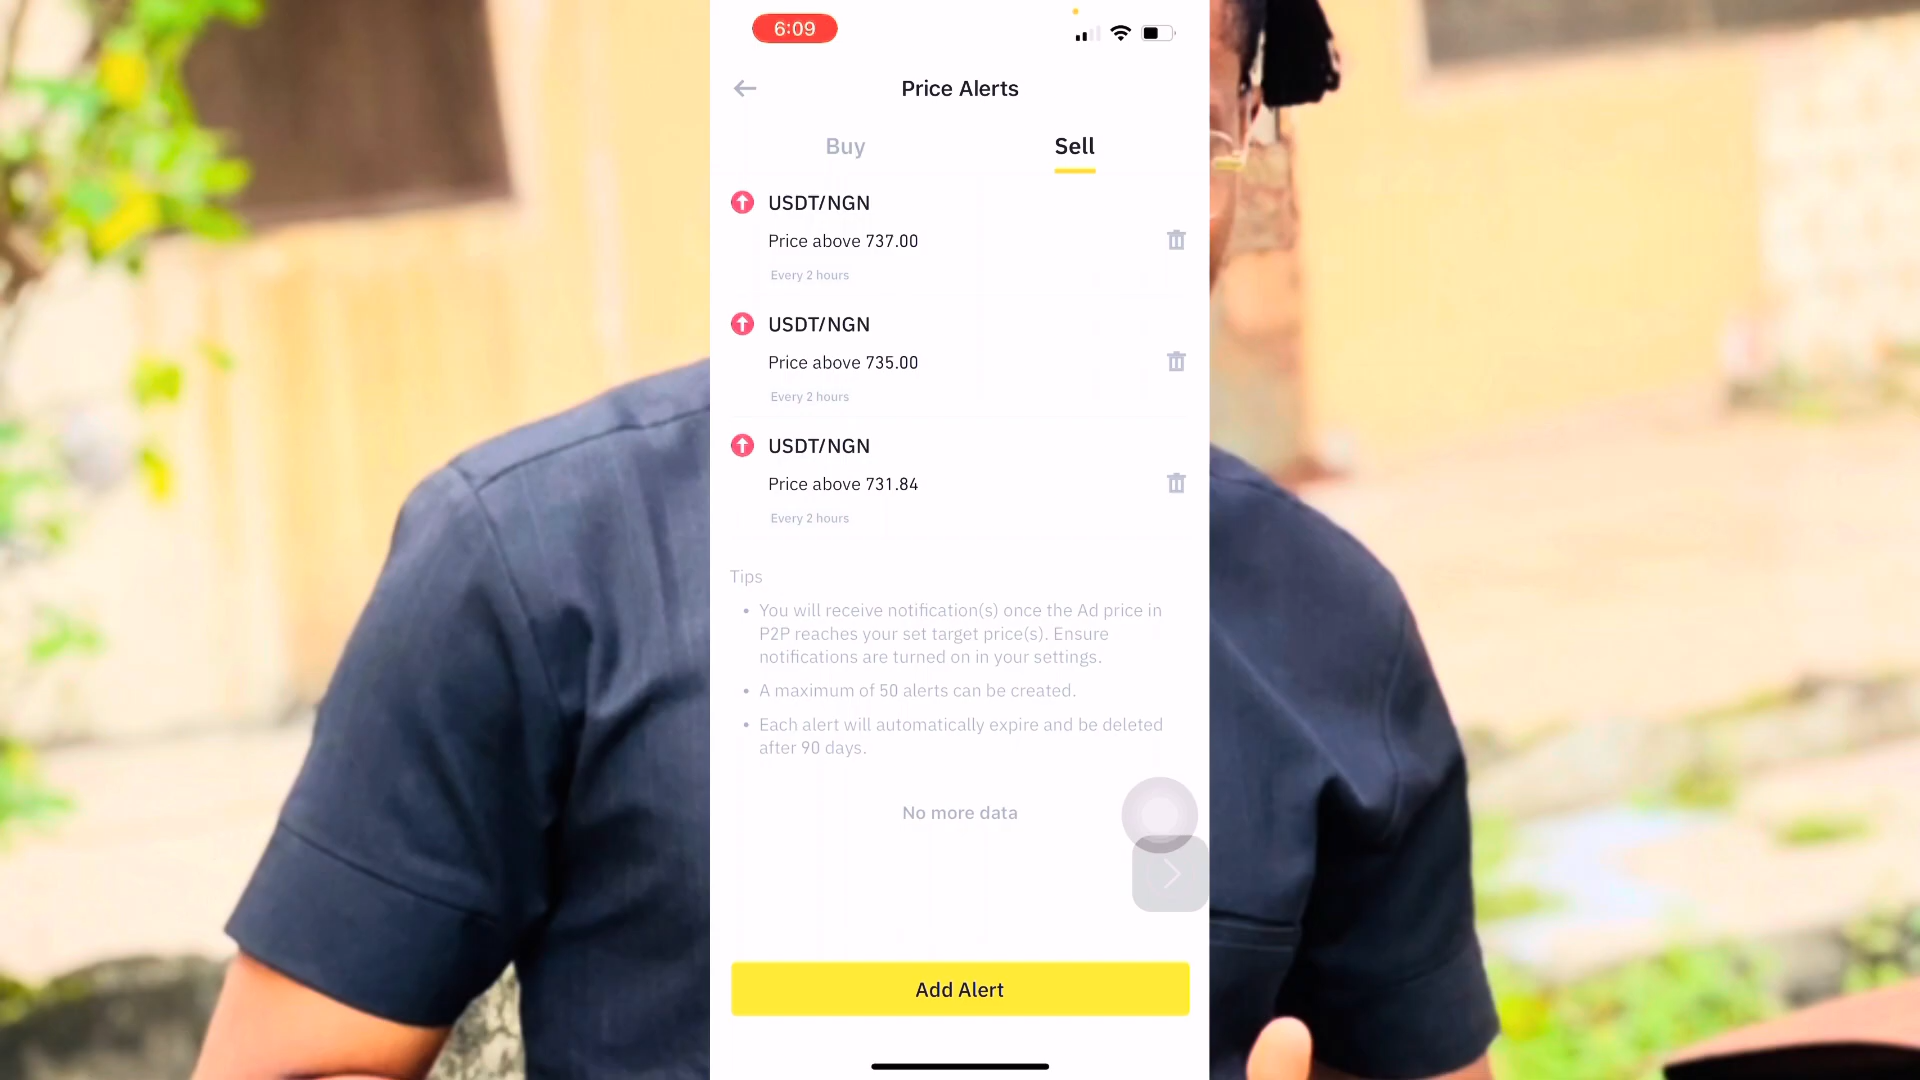 6:09
Price Alerts
Buy
Sell
USDT/NGN
Price above 737.00
Every 2 hours
USDT/NGN
Price above 735.00
Every 2 hours
USDT/NGN
Price above 731.84
Every 2 hours
Tips
• You will receive notification(s) once the Ad price in
P2P reaches your set target price(s). Ensure
notifications are turned on in your settings.
• A maximum of 50 alerts can be created.
• Each alert will automatically expire and be deleted
after 90 days.
No more data
Add Alert